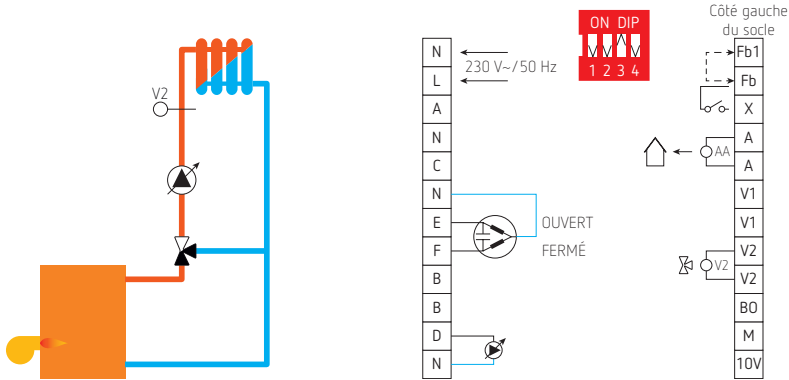 V2
N
L
A
N
C
N
E
F
B
B
D
N
230 V~/50 Hz
OUVERT
FERMÉ
ON DIP
1 2 3 4
Côté gauche
du socle
Fb1
Fb
X
A
A
V1
V1
V2
V2
BO
M
10V
AA
V2